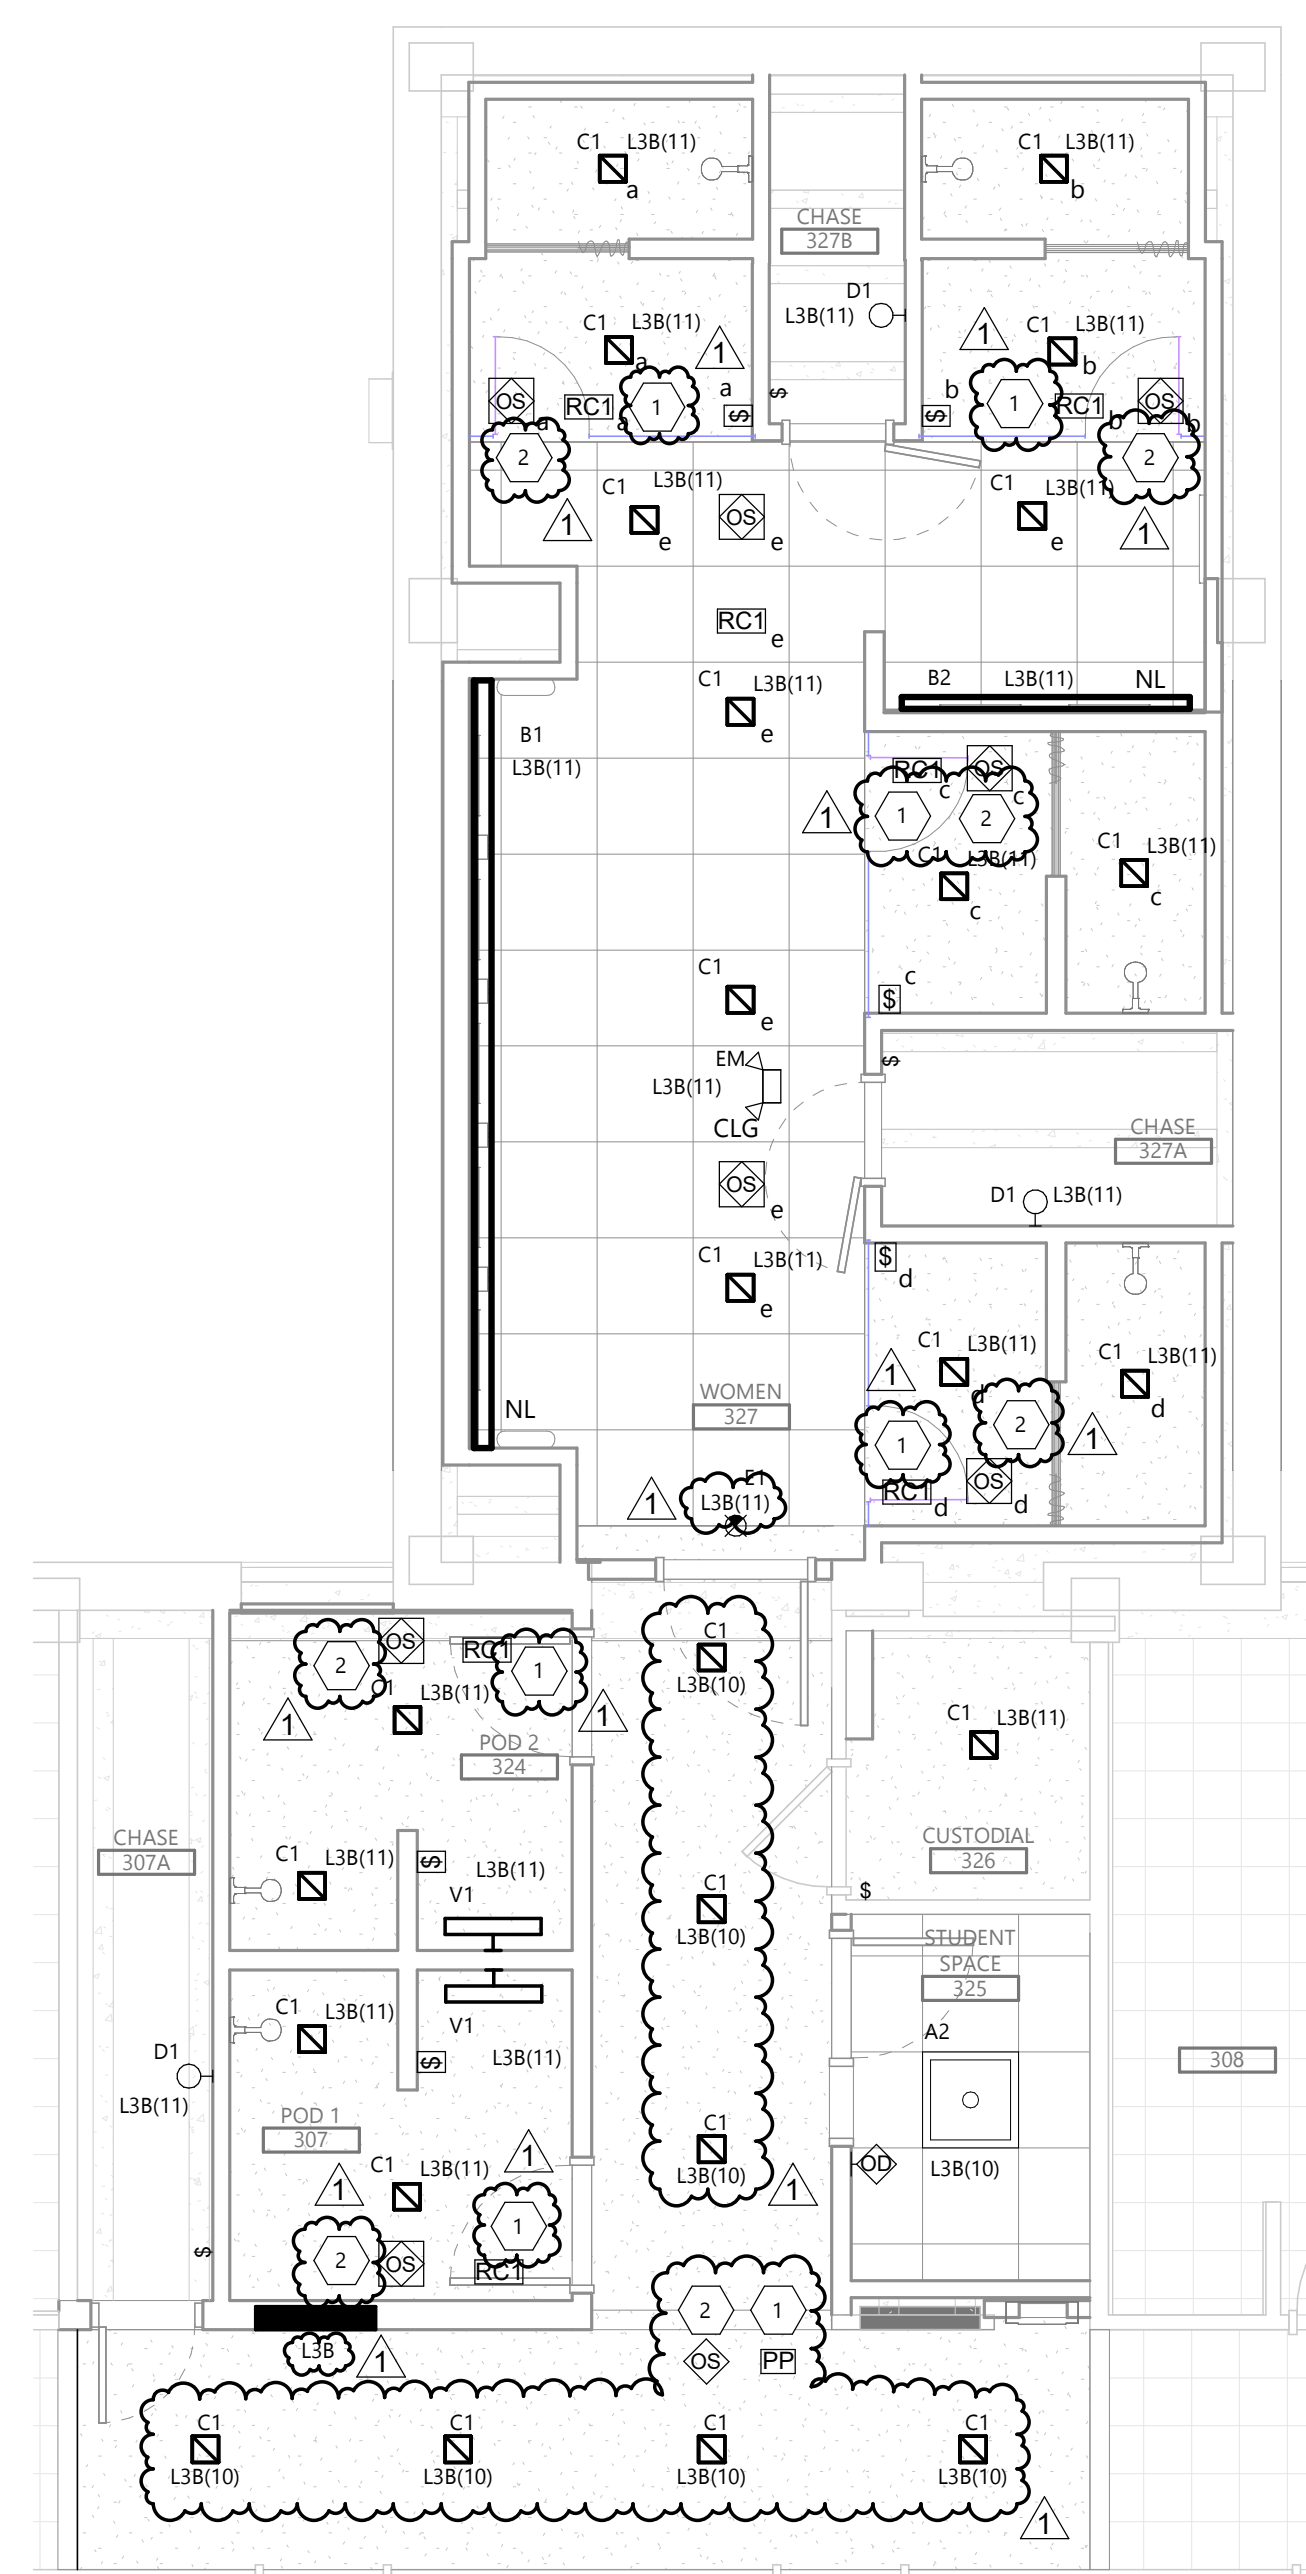 C1 L3B(11)
a
C1 L3B(11)
b
CHASE
327B
D1
L3B(11)
C1 L3B(11)
a
1
a
$
$
1
C1 L3B(11)
b
b
$
OS
a
RC1
a
1
1
RC1
b
OS
b
2
2
1
1
C1 L3B(11)
e
OS
e
C1 L3B(11)
e
RC1
e
C1 L3B(11)
e
B2 L3B(11) NL
B1
L3B(11)
RC1
c
OS
c
1
1
2
C1 L3B(11)
c
C1 L3B(11)
c
c
$
C1
e
EM
L3B(11)
CLG
$
CHASE
327A
D1 L3B(11)
OS
e
C1 L3B(11)
e
$
d
C1 L3B(11)
d
C1 L3B(11)
d
WOMEN
327
NL
1
1
2
1
RC1
d
OS
d
1
E1
L3B(11)
2
OS
RC1
1
C1 L3B(11)
1
1
POD 2
324
C1
L3B(10)
C1 L3B(11)
CUSTODIAL
326
$
CHASE
307A
C1 L3B(11)
$
L3B(11)
V1
C1
L3B(10)
STUDENT
SPACE
325
A2
C1 L3B(11)
V1
$
L3B(11)
D1
L3B(11)
308
POD 1
307
C1 L3B(11)
1
1
1
2
OS
RC1
$
C1
L3B(10)
1
OD
L3B(10)
L3B
1
2
1
OS
PP
C1
L3B(10)
C1
L3B(10)
C1
L3B(10)
C1
L3B(10)
1